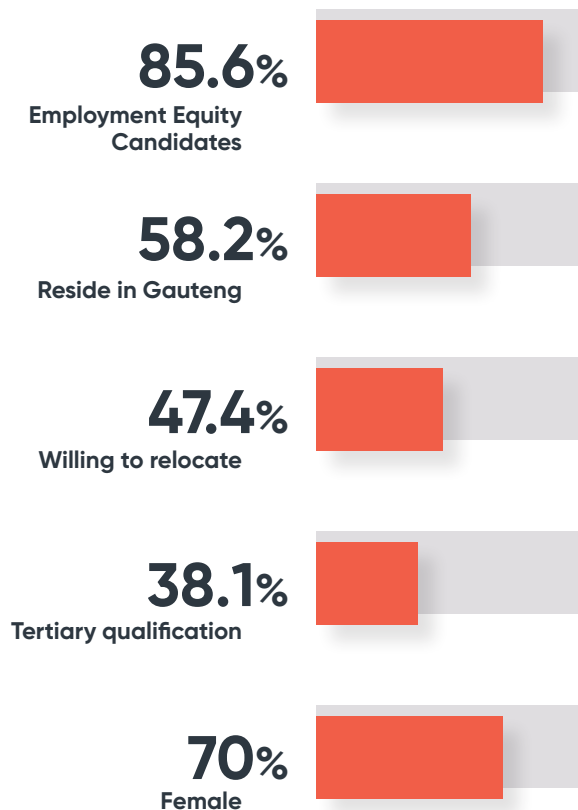 85.6%
Employment Equity
Candidates
58.2%
Reside in Gauteng
47.4%
Willing to relocate
38.1%
Tertiary qualification
70%
Female